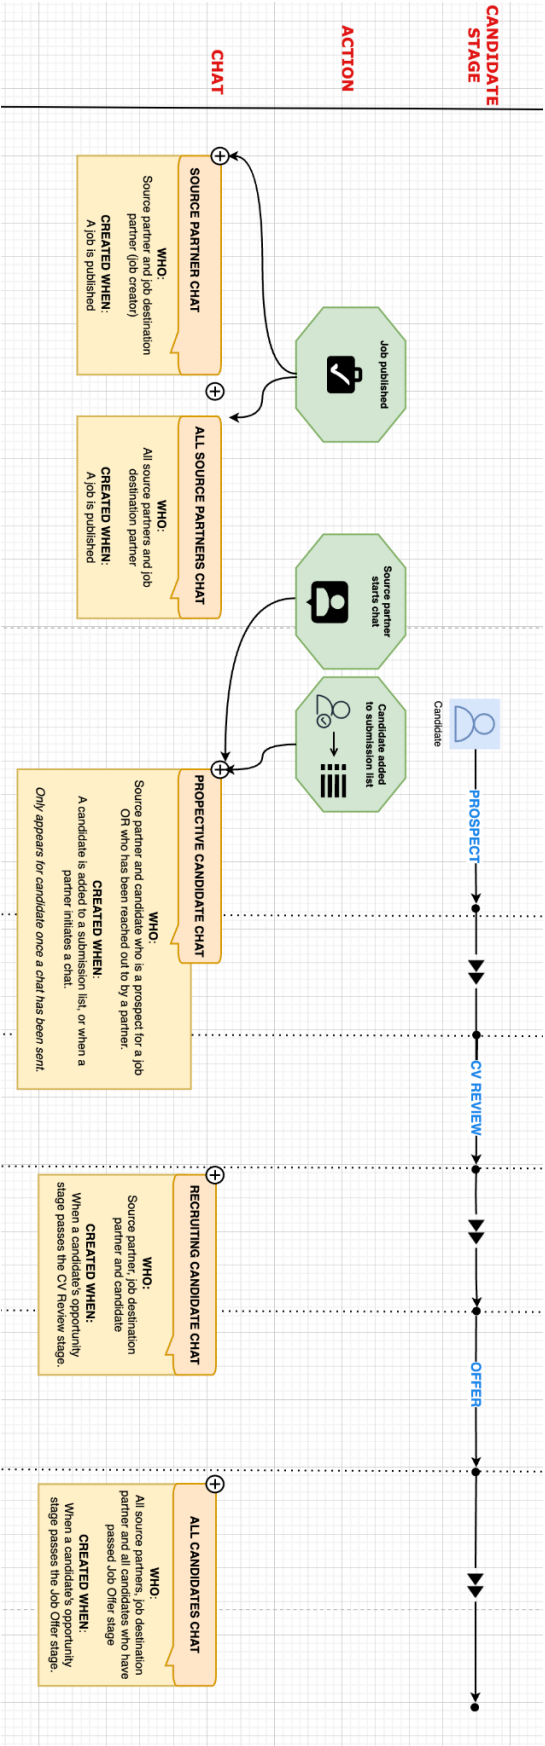 CANDIDATE
STAGE
Candidate
PROSPECT
CV REVIEW
OFFER
ACTION
Job published
Source partner
starts chat
Candidate added
to submission list
CHAT
SOURCE PARTNER CHAT
WHO:
Source partner and job destination
partner (job creator)
CREATED WHEN:
A job is published
ALL SOURCE PARTNERS CHAT
WHO:
All source partners and job
destination partner
CREATED WHEN:
A job is published
PROPECTIVE CANDIDATE CHAT
WHO:
Source partner and candidate who is a prospect for a job
OR who has been reached out to by a partner.
CREATED WHEN:
A candidate is added to a submission list, or when a
partner initiates a chat.
Only appears for candidate once a chat has been sent.
RECRUITING CANDIDATE CHAT
WHO:
Source partner, job destination
partner and candidate
CREATED WHEN:
When a candidate's opportunity
stage passes the CV Review stage.
ALL CANDIDATES CHAT
WHO:
All source partners, job destination
partner and all candidates who have
passed Job Offer stage
CREATED WHEN:
When a candidate's opportunity
stage passes the Job Offer stage.